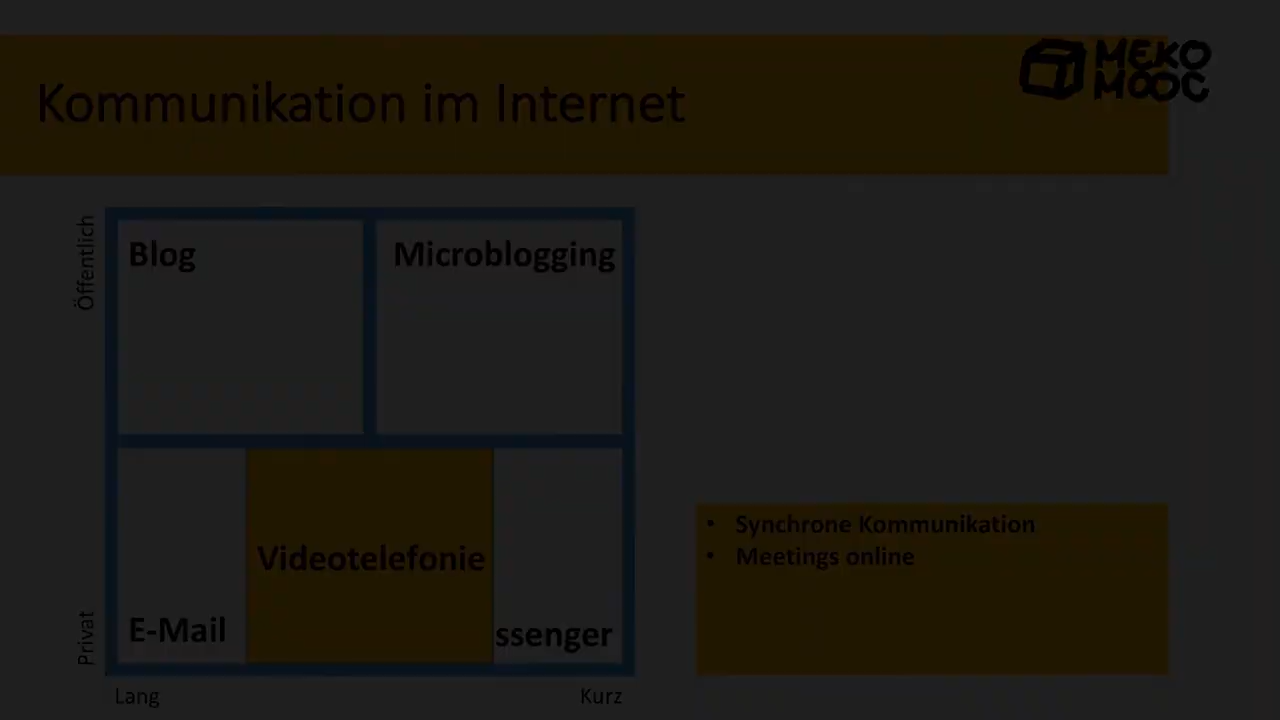 Kommunikation im Internet
MEKO
MOOC
Öffentlich
Blog
Microblogging
Videotelefonie
Privat
E-Mail
ssenger
Lang
Kurz
• Synchrone Kommunikation
• Meetings online